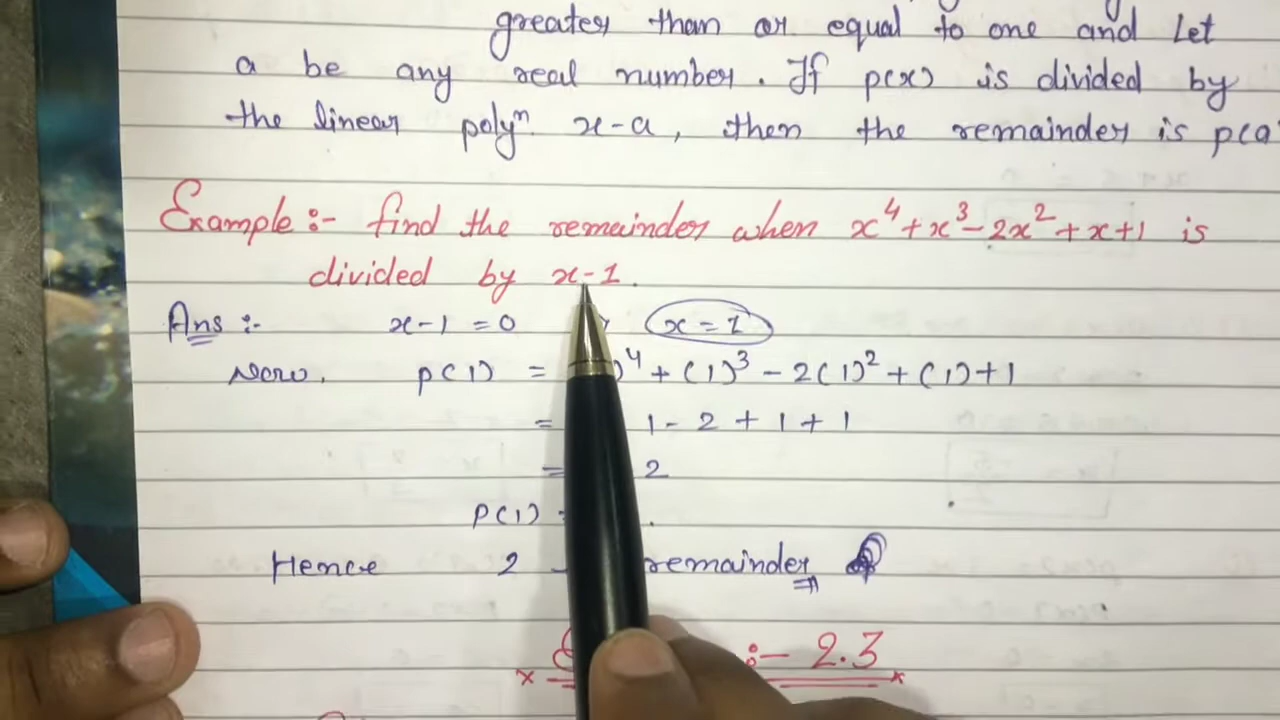 greater than or equal to one and let
a be any real number. If p(x) is divided by
the linear polyⁿ. x-a, then the remainder is p(a
Example :- find the remainder when x⁴+x³-2x²+x+1 is
divided by x-1.
Ans :- x-1=0 x=1
Now, p(1) = )⁴+(1)³-2(1)²+(1)+1
= 1-2+1+1
= 2
p(1)
Hence 2 remainder
:- 2.3